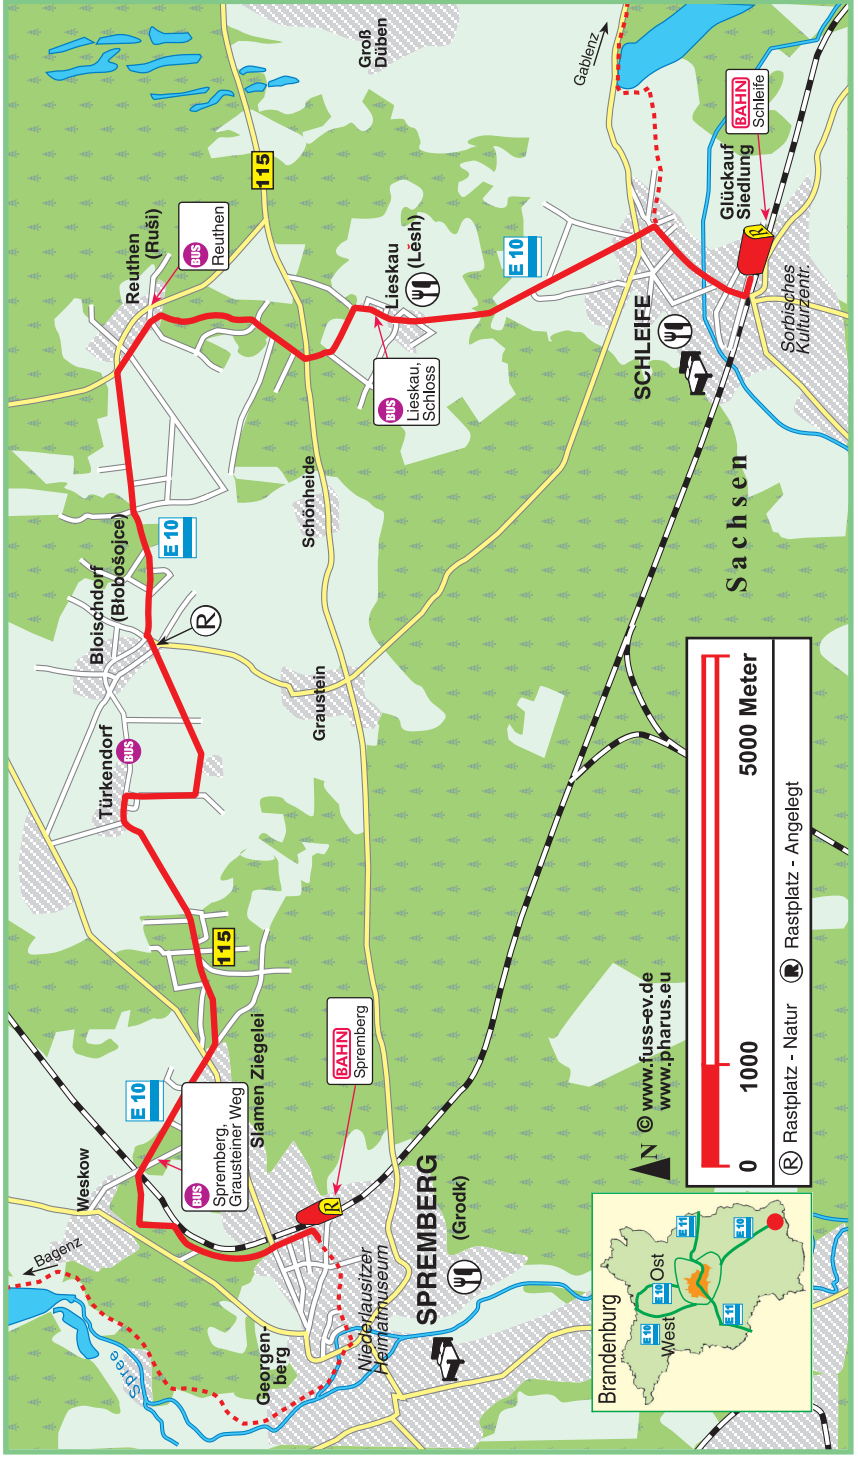 Bagenz
Spree
Weskow
E 10
BUS
Spremberg,
Grausteiner Weg
Slamen Ziegelei
115
Georgen-
berg
Niederlausitzer
Heimatmuseum
SPREMBERG
(Grodk)
R
BAHN
Spremberg
Türkendorf
BUS
Bloischdorf
(Błobošojce)
R
E 10
Graustein
Schönheide
Reuthen
(Ruśi)
BUS
Reuthen
115
Groß
Düben
Lieskau
(Lěsh)
BUS
Lieskau,
Schloss
E 10
Gablenz
SCHLEIFE
Glückauf
Siedlung
BAHN
Schleife
R
Sorbisches
Kulturzentr.
Sachsen
N
© www.fuss-ev.de
www.pharus.eu
0
1000
5000 Meter
R Rastplatz - Natur
R Rastplatz - Angelegt
Brandenburg
West
Ost
E 10
E 10
E 11
E 11
E 10